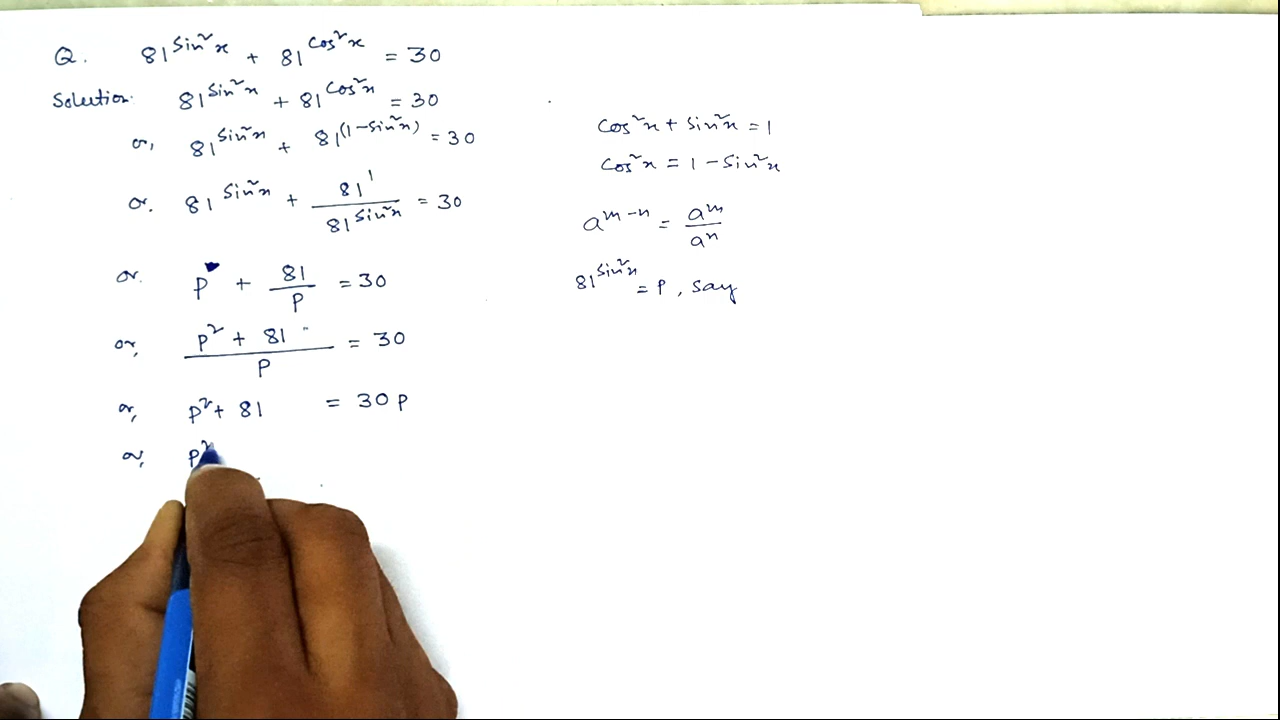 Q. 81^sin²x + 81^cos²x = 30
Solution. 81^sin²x + 81^cos²x = 30
or, 81^sin²x + 81^(1-sin²x) = 30
or. 81^sin²x + 81^1/81^sin²x = 30
or. P + 81/P = 30
or, (P² + 81)/P = 30
or, P² + 81 = 30P
or, P²
cos²x + sin²x = 1
cos²x = 1 - sin²x
a^m-n = a^m/a^n
81^sin²x = P, say